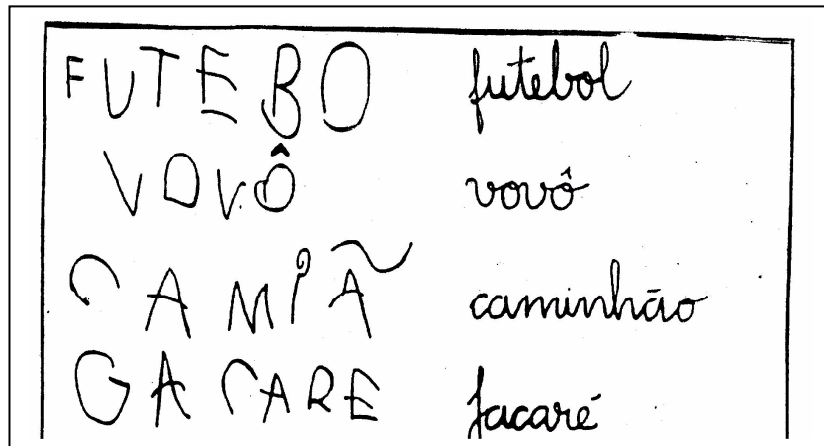 FUTEBO futebol
VOVÔ vovô
CAMIÃ caminhão
GACARE jacaré